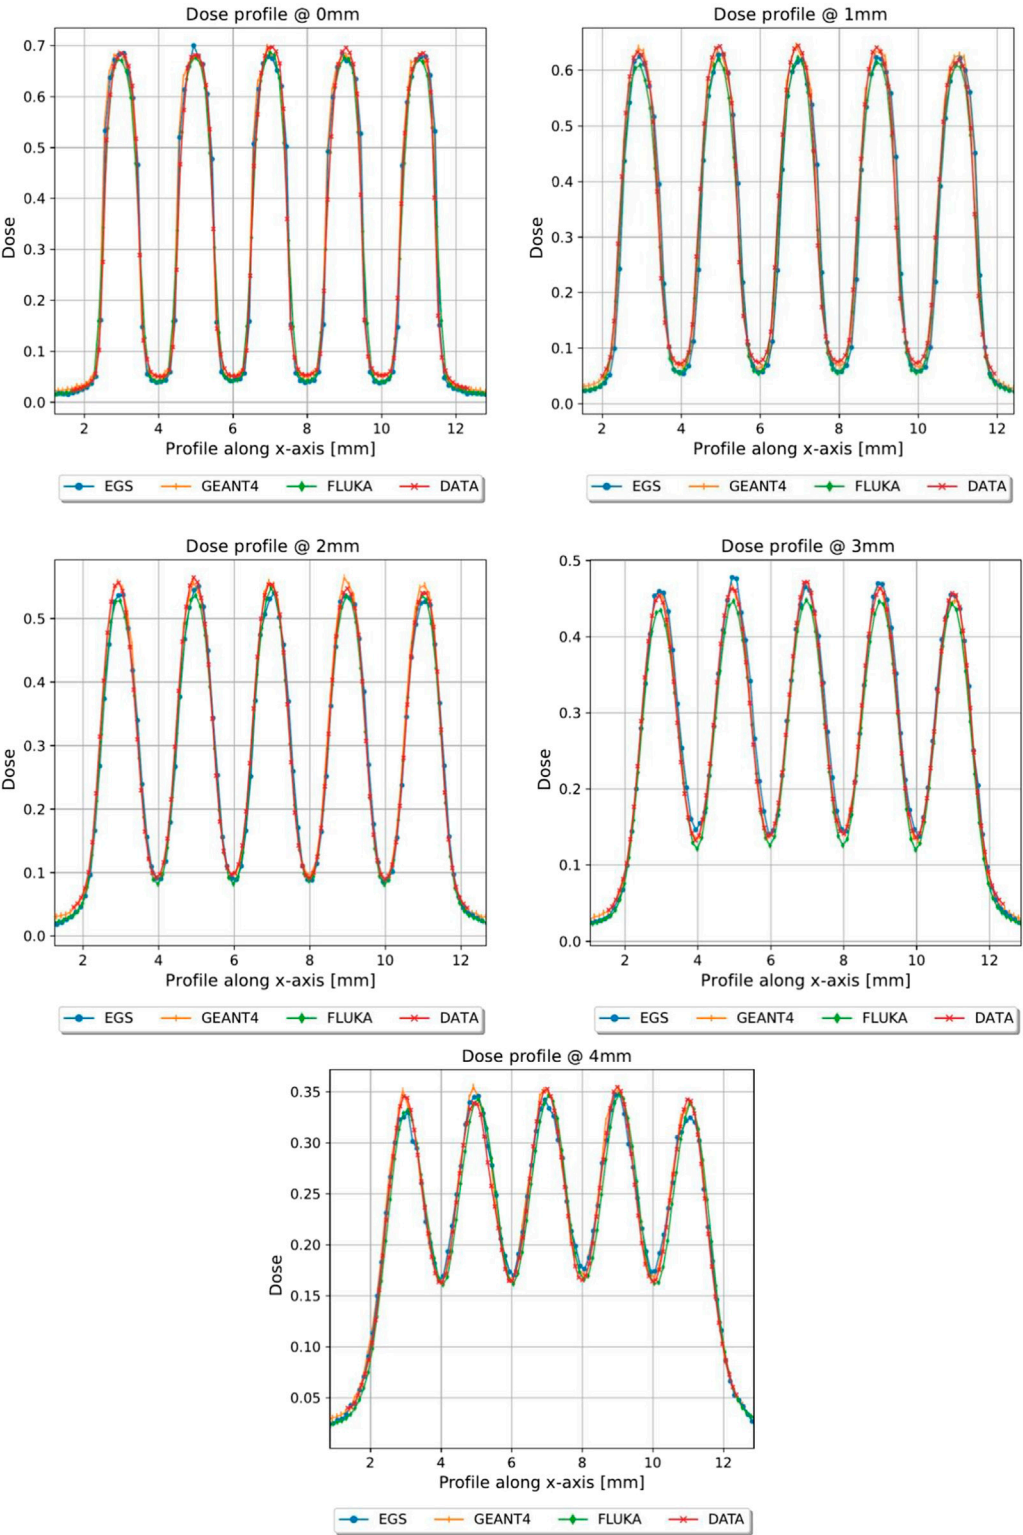 Dose profile @ 0mm
0.7
0.6
0.5
0.4
0.3
0.2
0.1
0.0
Dose
2 4 6 8 10 12
Profile along x-axis [mm]
EGS GEANT4 FLUKA DATA
Dose profile @ 1mm
0.6
0.5
0.4
0.3
0.2
0.1
0.0
Dose
2 4 6 8 10 12
Profile along x-axis [mm]
EGS GEANT4 FLUKA DATA
Dose profile @ 2mm
0.5
0.4
0.3
0.2
0.1
0.0
Dose
2 4 6 8 10 12
Profile along x-axis [mm]
EGS GEANT4 FLUKA DATA
Dose profile @ 3mm
0.5
0.4
0.3
0.2
0.1
0.0
Dose
2 4 6 8 10 12
Profile along x-axis [mm]
EGS GEANT4 FLUKA DATA
Dose profile @ 4mm
0.35
0.30
0.25
0.20
0.15
0.10
0.05
Dose
2 4 6 8 10 12
Profile along x-axis [mm]
EGS GEANT4 FLUKA DATA